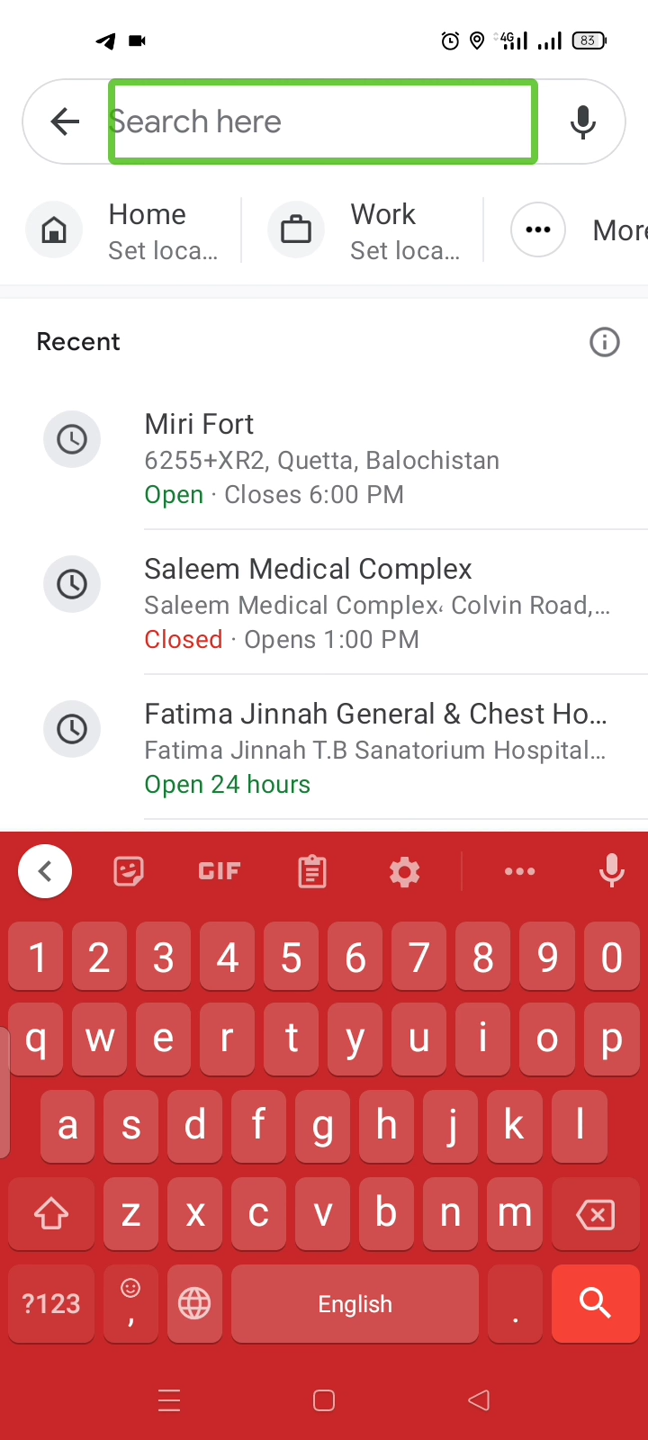 4G 83
Search here
Home
Set loca...
Work
Set loca...
More
Recent
Miri Fort
6255+XR2, Quetta, Balochistan
Open · Closes 6:00 PM
Saleem Medical Complex
Saleem Medical Complex، Colvin Road,...
Closed · Opens 1:00 PM
Fatima Jinnah General & Chest Ho...
Fatima Jinnah T.B Sanatorium Hospital...
Open 24 hours
GIF
1 2 3 4 5 6 7 8 9 0
q w e r t y u i o p
a s d f g h j k l
z x c v b n m
?123 , English .